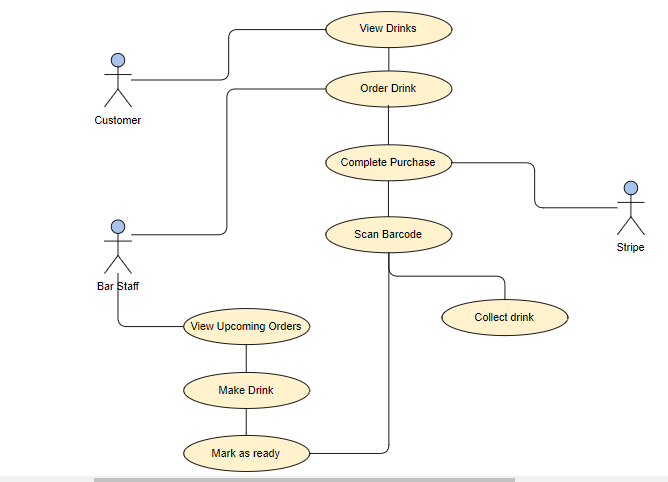 View Drinks
Customer
Order Drink
Complete Purchase
Stripe
Scan Barcode
Bar Staff
Collect drink
View Upcoming Orders
Make Drink
Mark as ready